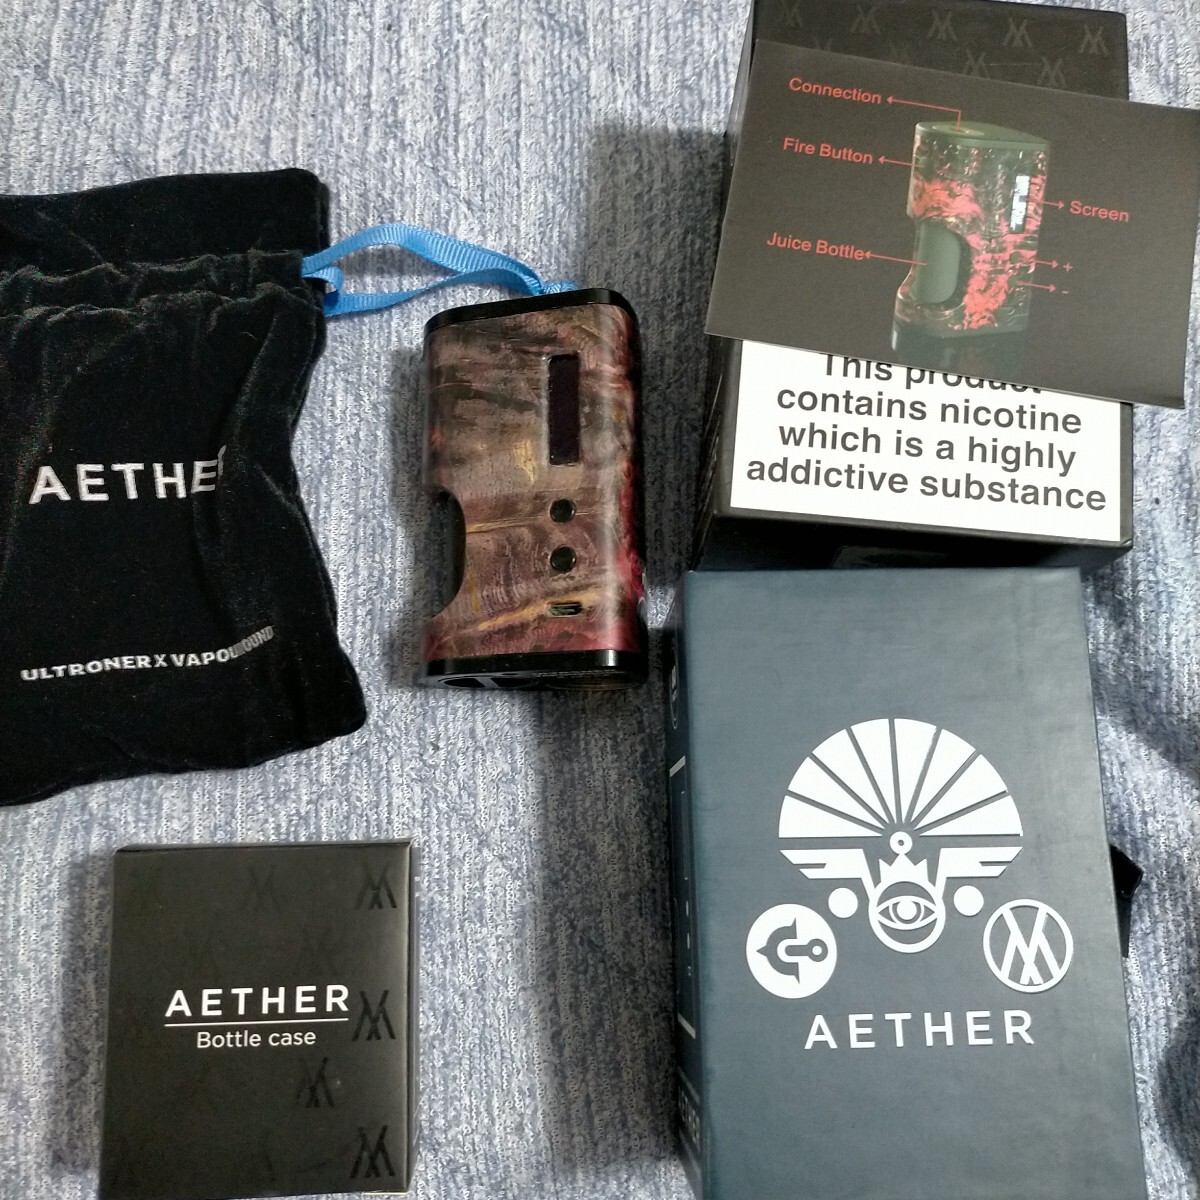 Connection
Fire Button
Screen
Juice Bottle
+
-
This product
contains nicotine
which is a highly
addictive substance
AETHER
ULTRONER X VAPOUROUND
AETHER
AETHER
Bottle case